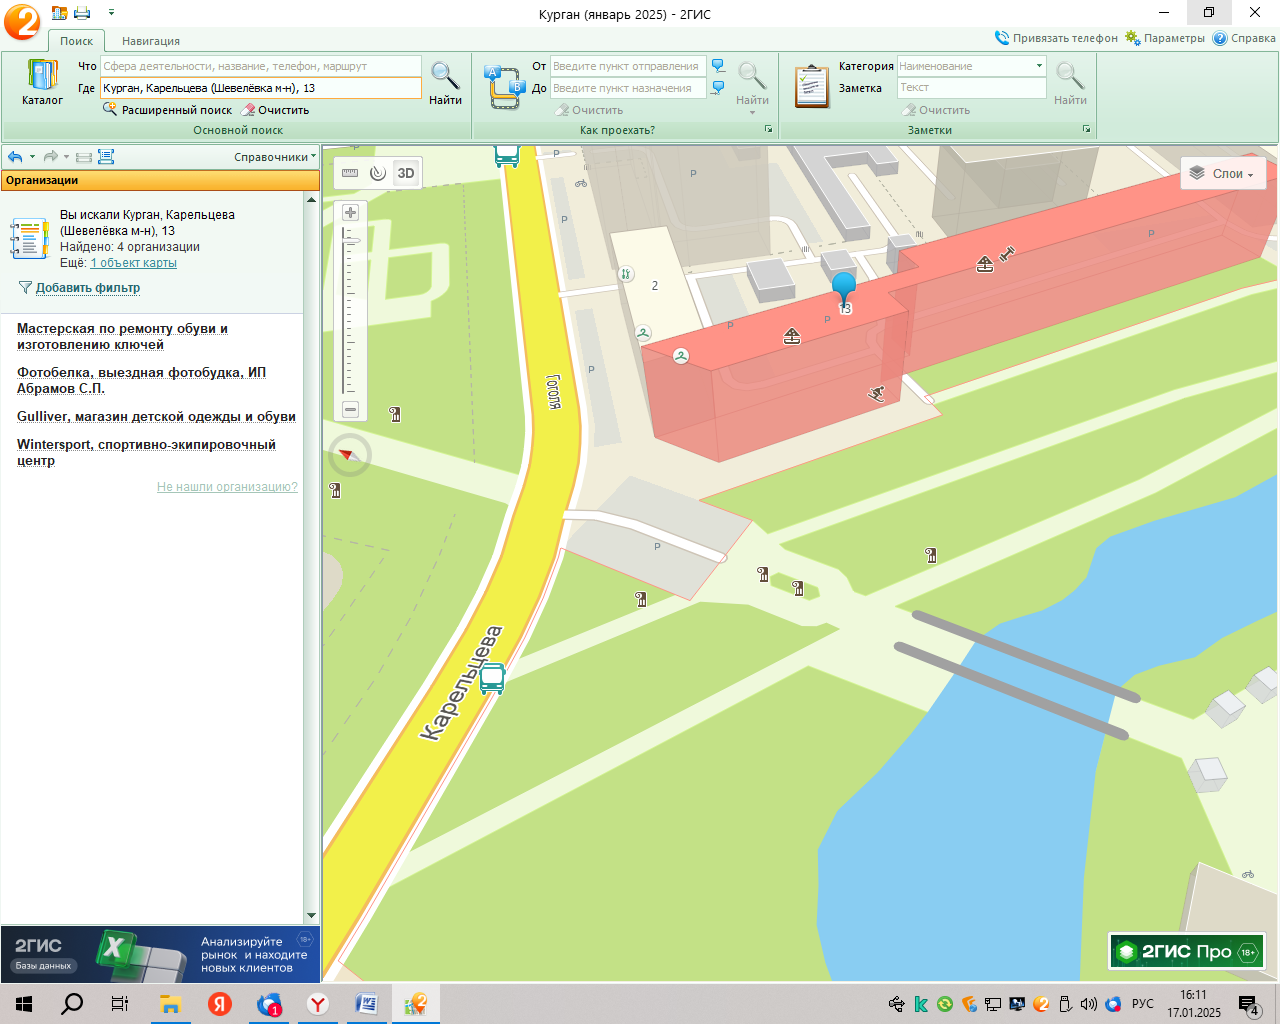 Курган (январь 2025) - 2ГИС
Поиск
Навигация
Привязать телефон
Параметры
Справка
Каталог
Что
Сфера деятельности, название, телефон, маршрут
Где
Курган, Карельцева (Шевелёвка м-н), 13
Расширенный поиск
Очистить
Найти
Основной поиск
От
Введите пункт отправления
До
Введите пункт назначения
Очистить
Найти
Как проехать?
Категория
Наименование
Заметка
Текст
Очистить
Найти
Заметки
Справочники
Организации
Вы искали Курган, Карельцева
(Шевелёвка м-н), 13
Найдено: 4 организации
Ещё: 1 объект карты
Добавить фильтр
Мастерская по ремонту обуви и
изготовлению ключей
Фотобелка, выездная фотобудка, ИП
Абрамов С.П.
Gulliver, магазин детской одежды и обуви
Wintersport, спортивно-экипировочный
центр
Не нашли организацию?
3D
Слои
P
P
P
P
2
P
P
13
P
Гоголя
P
Карельцева
2ГИС
Базы данных
Анализируйте
рынок и находите
новых клиентов
18+
2ГИС Про
18+
РУС
16:11
17.01.2025
4
1